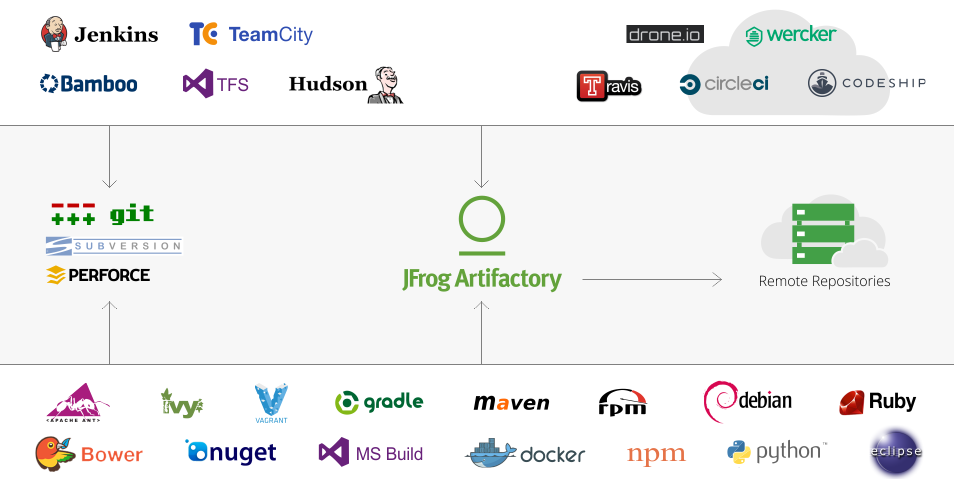 Jenkins
TeamCity
drone.io
wercker
Bamboo
TFS
Hudson
Travis
circleci
CODESHIP
git
SUBVERSION
PERFORCE
JFrog Artifactory
Remote Repositories
<APACHE ANT>
ivy
VAGRANT
gradle
maven
rpm
debian
Ruby
Bower
nuget
MS Build
docker
npm
python™
eclipse